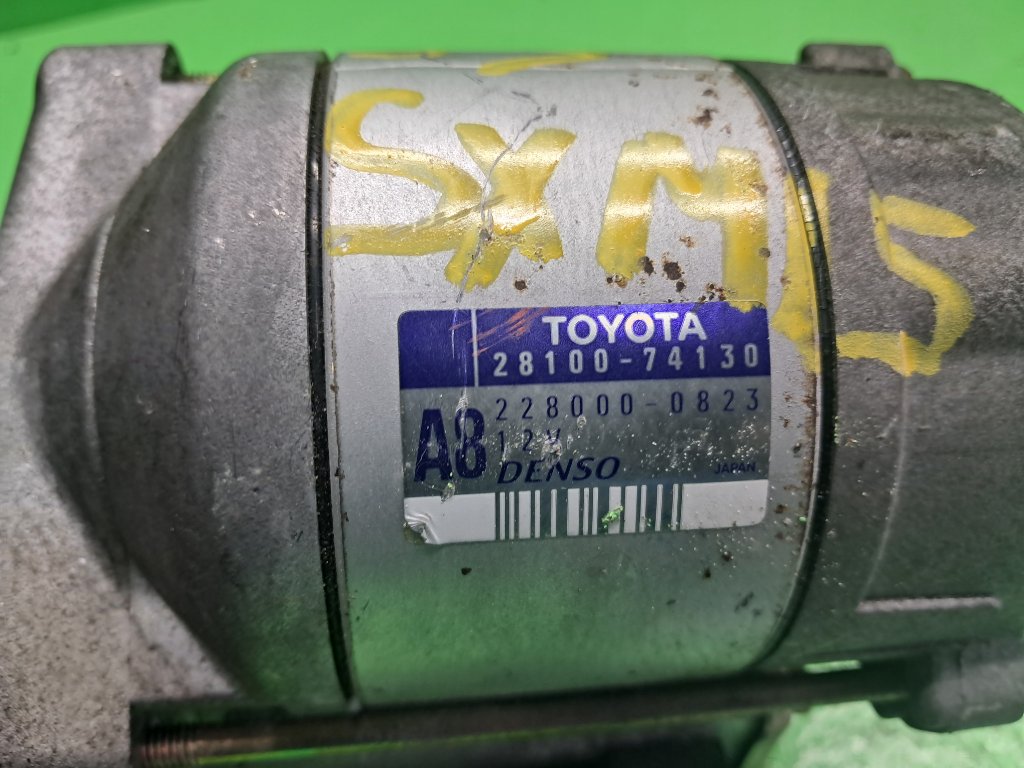 SXM15
TOYOTA
28100-74130
A8
228000-0823
12V
DENSO
JAPAN